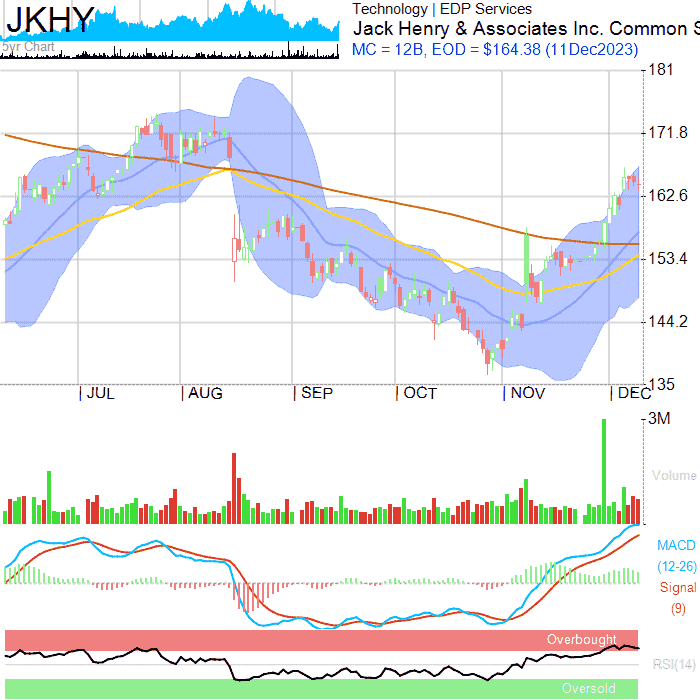 JKHY
5yr Chart
Technology | EDP Services
Jack Henry & Associates Inc. Common S
MC = 12B, EOD = $164.38 (11Dec2023)
181
171.8
162.6
153.4
144.2
135
JUL AUG SEP OCT NOV DEC
3M
Volume
MACD
(12-26)
Signal
(9)
Overbought
RSI(14)
Oversold